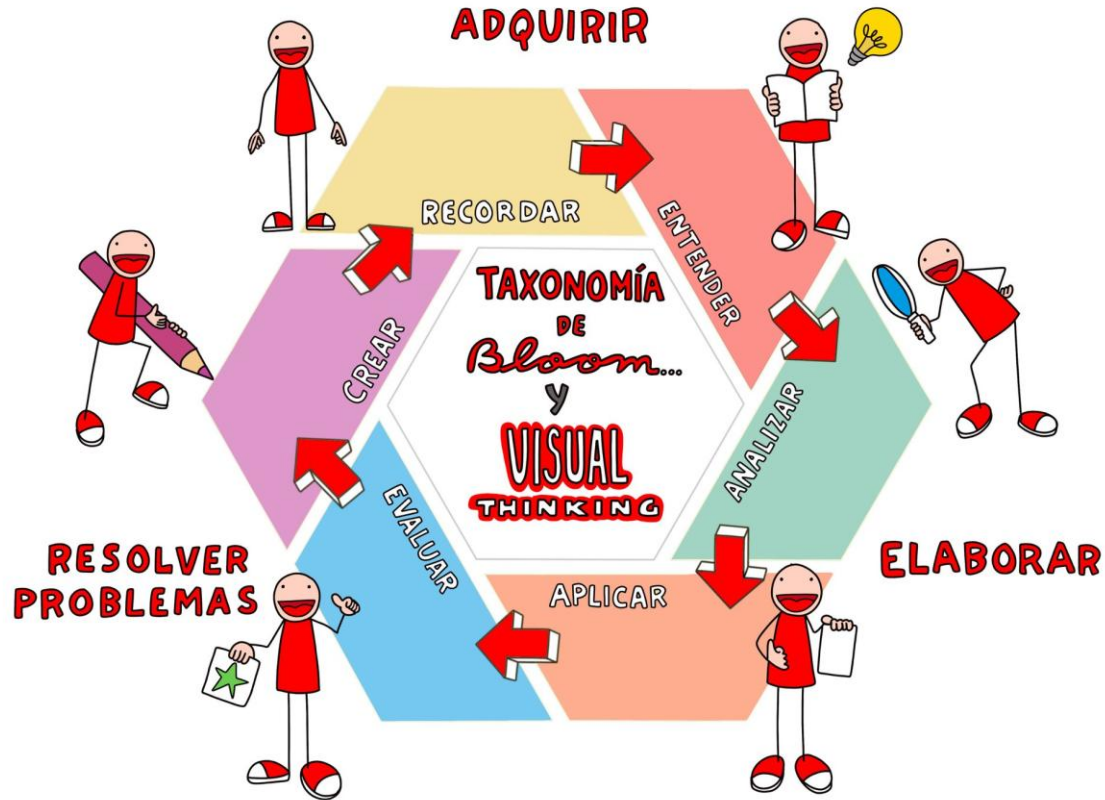 ADQUIRIR
RECORDAR
ENTENDER
TAXONOMÍA
DE
Bloom...
Y
VISUAL
THINKING
CREAR
ANALIZAR
EVALUAR
APLICAR
RESOLVER
PROBLEMAS
ELABORAR